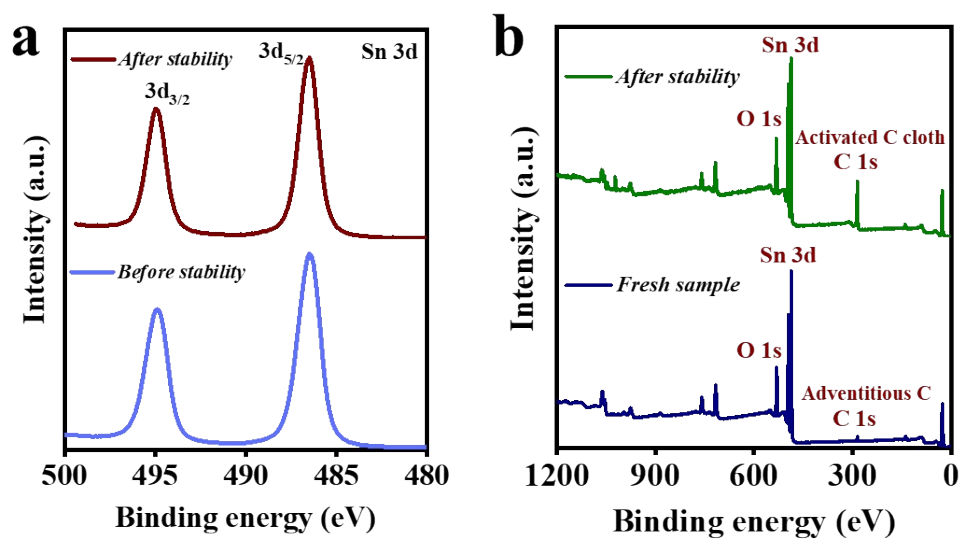 a
After stability
3d5/2
Sn 3d
3d3/2
Before stability
Intensity (a.u.)
500 495 490 485 480
Binding energy (eV)
b
Sn 3d
After stability
O 1s
Activated C cloth
C 1s
Sn 3d
Fresh sample
O 1s
Adventitious C
C 1s
Intensity (a.u.)
1200 900 600 300 0
Binding energy (eV)